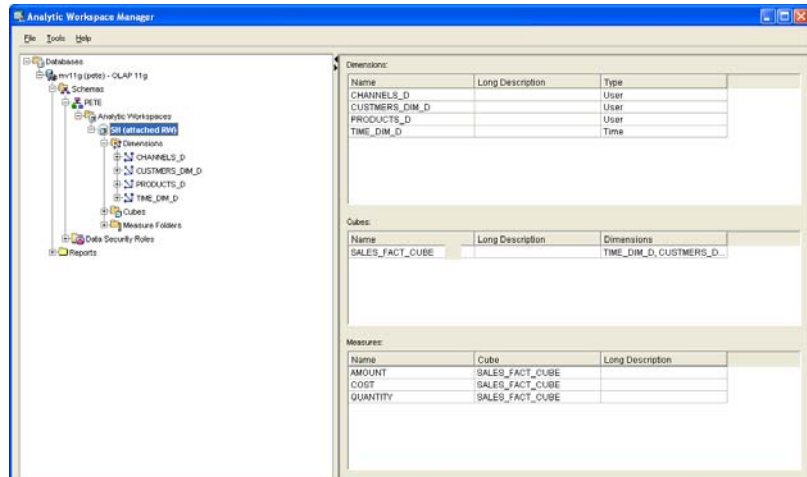 Analytic Workspace Manager
File Tools Help
Databases
mv11g (pete) - OLAP 11g
Schemas
PETE
Analytic Workspaces
SH (attached RW)
Dimensions
CHANNELS_D
CUSTMERS_DIM_D
PRODUCTS_D
TIME_DIM_D
Cubes
Measure Folders
Data Security Roles
Reports
Dimensions:
Name Long Description Type
CHANNELS_D User
CUSTMERS_DIM_D User
PRODUCTS_D User
TIME_DIM_D Time
Cubes:
Name Long Description Dimensions
SALES_FACT_CUBE TIME_DIM_D, CUSTMERS_D...
Measures:
Name Cube Long Description
AMOUNT SALES_FACT_CUBE
COST SALES_FACT_CUBE
QUANTITY SALES_FACT_CUBE